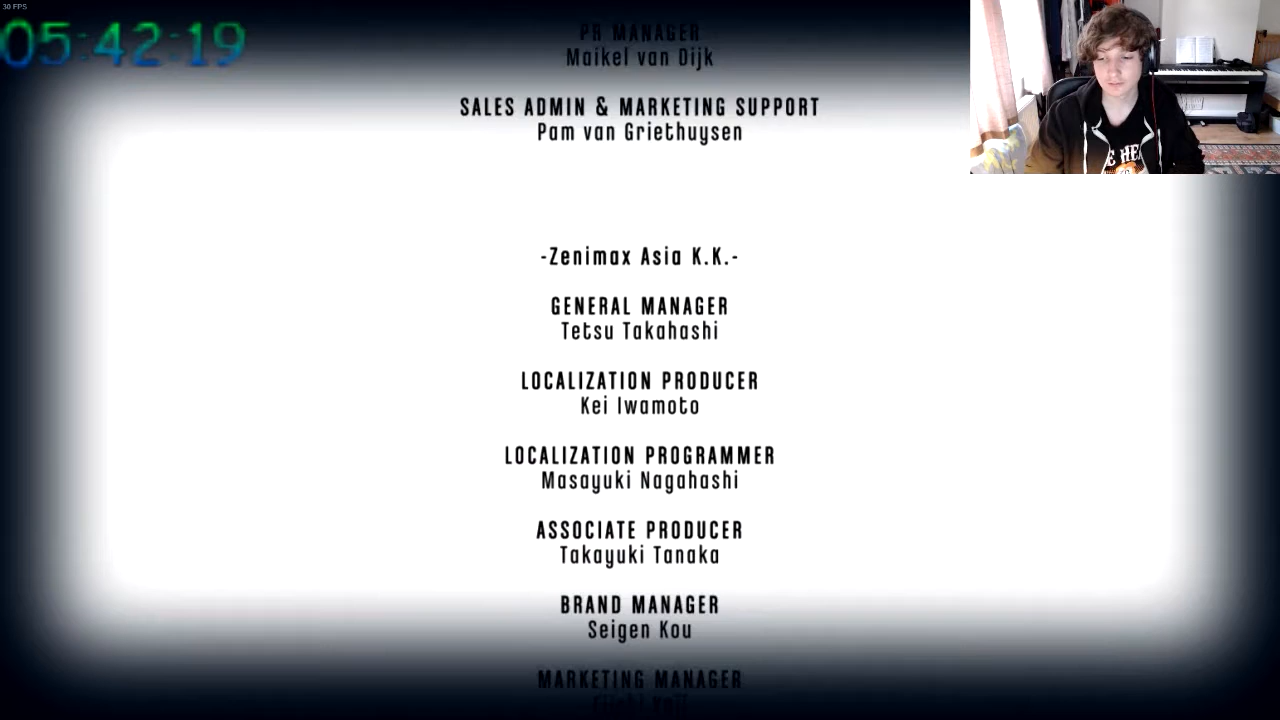 30 FPS
05:42:19
PR MANAGER
Maikel van Dijk
SALES ADMIN & MARKETING SUPPORT
Pam van Griethuysen
-Zenimax Asia K.K.-
GENERAL MANAGER
Tetsu Takahashi
LOCALIZATION PRODUCER
Kei Iwamoto
LOCALIZATION PROGRAMMER
Masayuki Nagahashi
ASSOCIATE PRODUCER
Takayuki Tanaka
BRAND MANAGER
Seigen Kou
MARKETING MANAGER